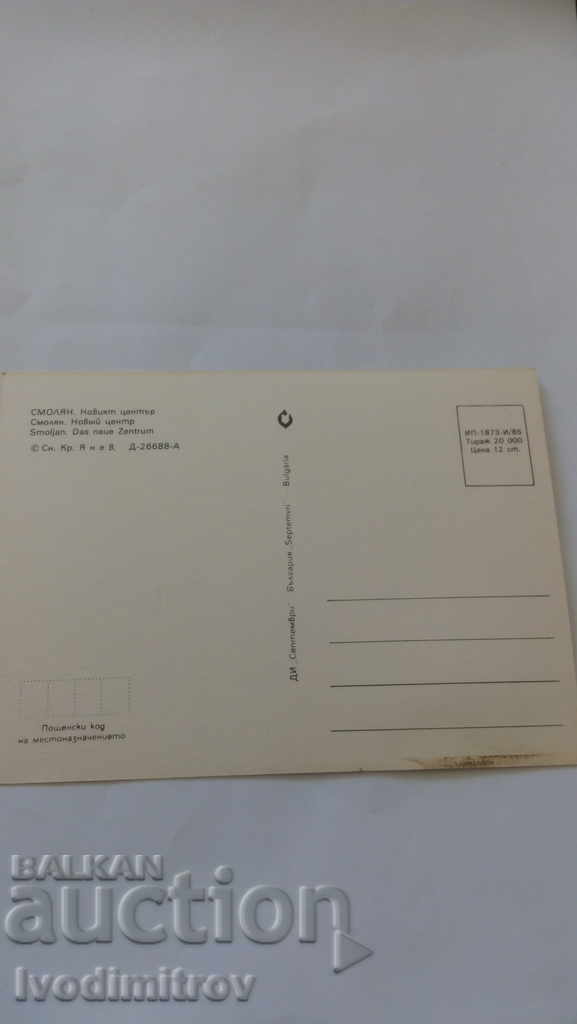 СМОЛЯН. Новият център
Смолян. Новый центр
Smoljan. Das neue Zentrum
© Сн. Кр. Янев, Д-26688-А
ДИ „Септември“ България „Septemvri“ Bulgaria
ИП-1873-И/85
Тираж 20 000
Цена 12 ст.
Пощенски код
на местоназначението
BALKAN
auction
Ivodimitrov